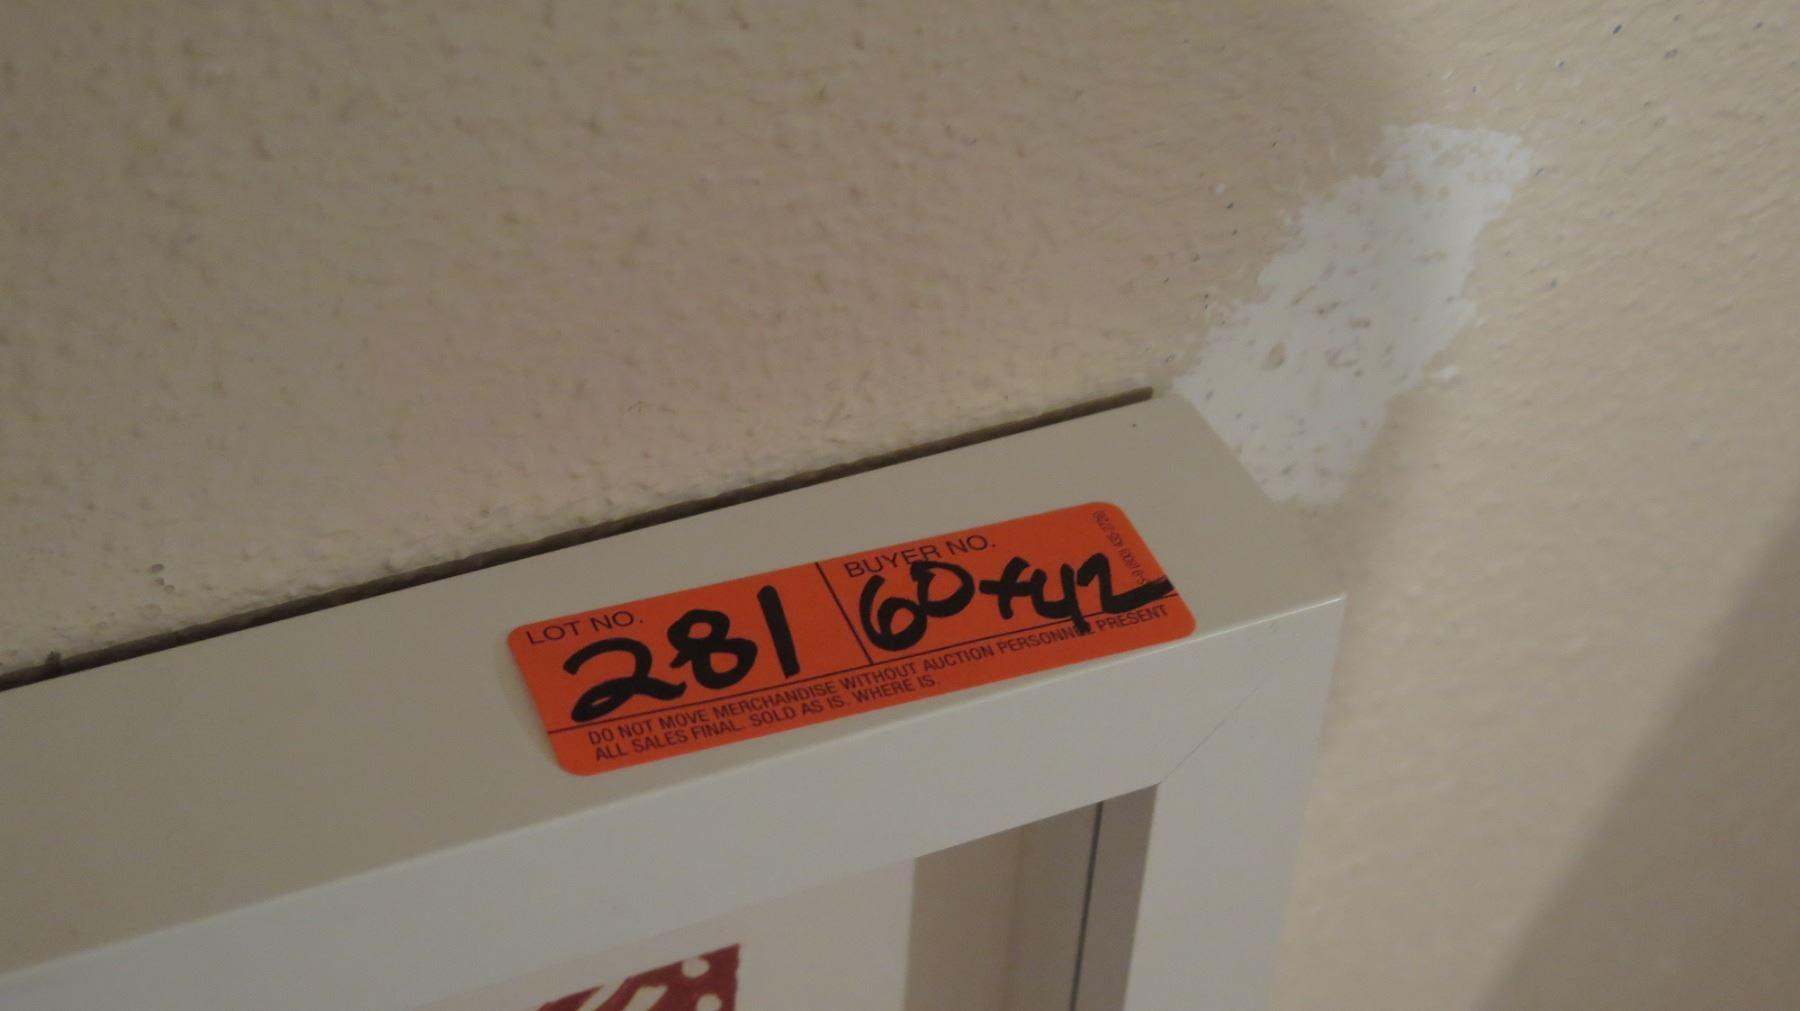 LOT NO.
281
BUYER NO.
DO NOT MOVE MERCHANDISE WITHOUT AUCTION PERSONNEL PRESENT
ALL SALES FINAL. SOLD AS IS. WHERE IS.